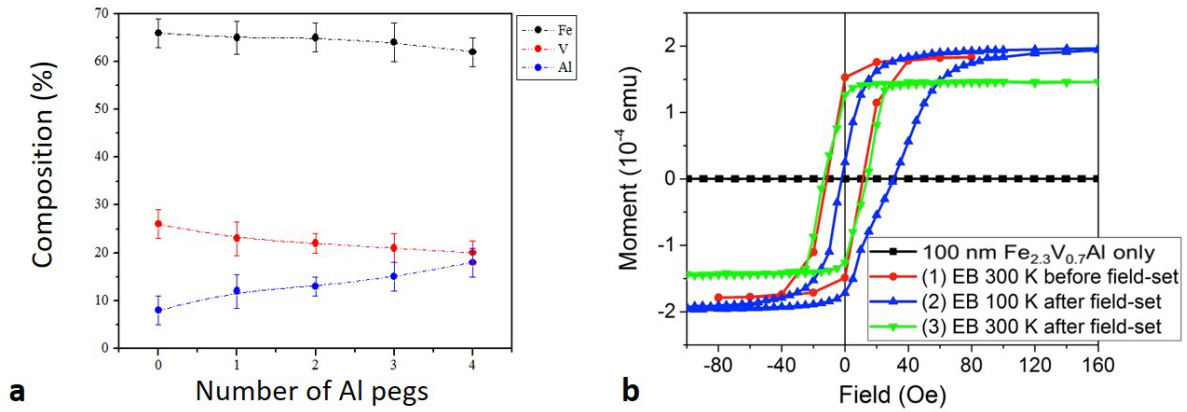 70
60
50
40
30
20
10
0
0 1 2 3 4
Composition (%)
Number of Al pegs
Fe
V
Al
a
2
1
0
-1
-2
-80 -40 0 40 80 120 160
Moment (10⁻⁴ emu)
Field (Oe)
100 nm Fe₂.₃V₀.₇Al only
(1) EB 300 K before field-set
(2) EB 100 K after field-set
(3) EB 300 K after field-set
b